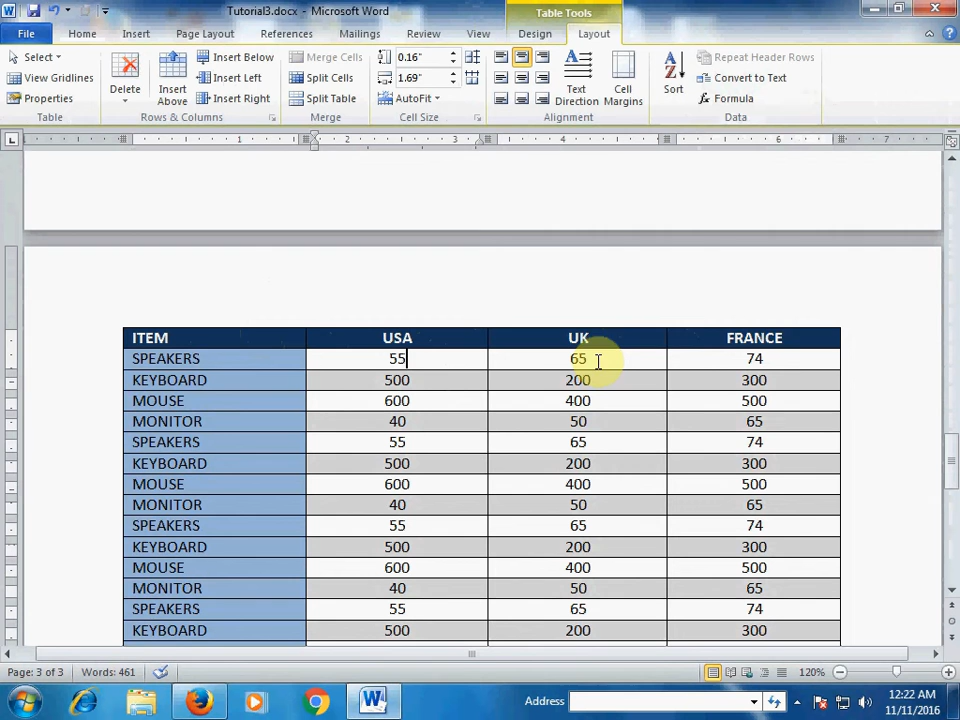 Tutorial3.docx - Microsoft Word
Table Tools
File Home Insert Page Layout References Mailings Review View Design Layout
Select
View Gridlines
Properties
Table
Delete
Insert Above
Insert Below
Insert Left
Insert Right
Rows & Columns
Merge Cells
Split Cells
Split Table
Merge
0.16"
1.69"
AutoFit
Cell Size
Text Direction
Cell Margins
Alignment
Sort
Repeat Header Rows
Convert to Text
Formula
Data
1 2 3 4 5 6 7
ITEM USA UK FRANCE
SPEAKERS 55 65 74
KEYBOARD 500 200 300
MOUSE 600 400 500
MONITOR 40 50 65
SPEAKERS 55 65 74
KEYBOARD 500 200 300
MOUSE 600 400 500
MONITOR 40 50 65
SPEAKERS 55 65 74
KEYBOARD 500 200 300
MOUSE 600 400 500
MONITOR 40 50 65
SPEAKERS 55 65 74
KEYBOARD 500 200 300
Page: 3 of 3 Words: 461 120%
Address 12:22 AM
11/11/2016